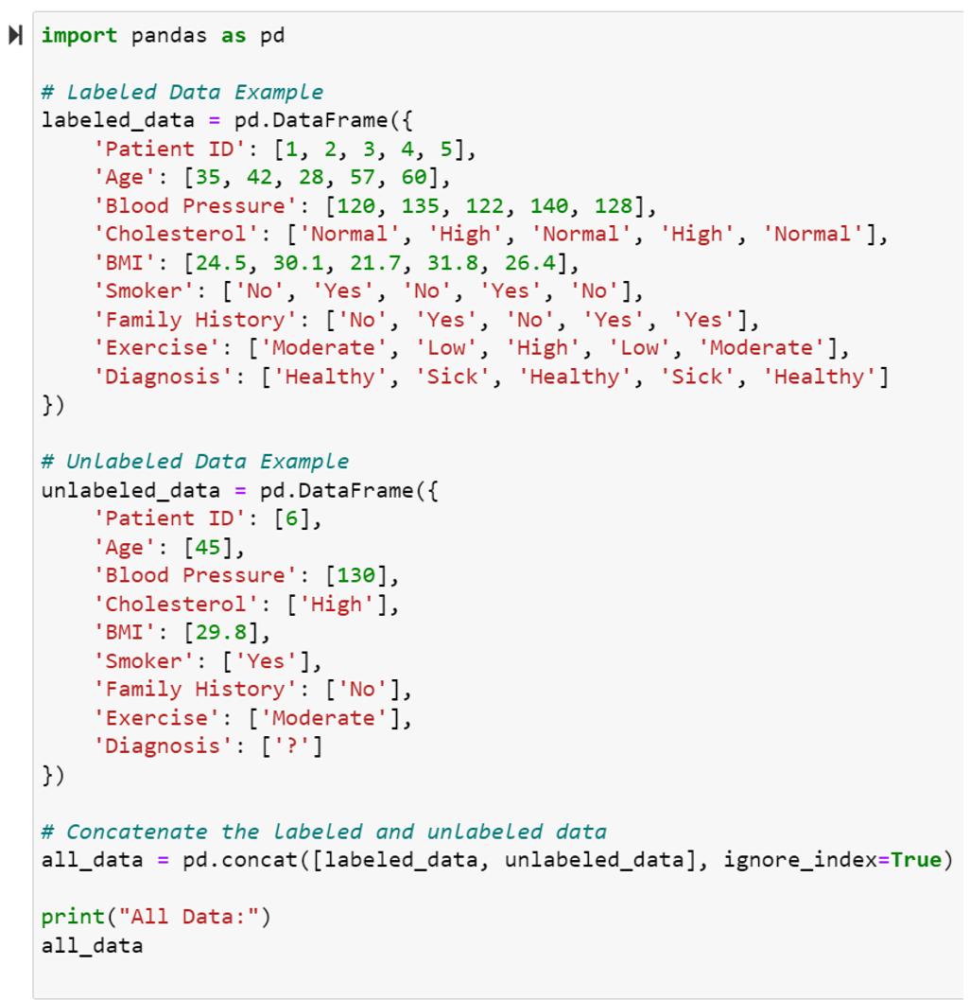 import pandas as pd
# Labeled Data Example
labeled_data = pd.DataFrame({
    'Patient ID': [1, 2, 3, 4, 5],
    'Age': [35, 42, 28, 57, 60],
    'Blood Pressure': [120, 135, 122, 140, 128],
    'Cholesterol': ['Normal', 'High', 'Normal', 'High', 'Normal'],
    'BMI': [24.5, 30.1, 21.7, 31.8, 26.4],
    'Smoker': ['No', 'Yes', 'No', 'Yes', 'No'],
    'Family History': ['No', 'Yes', 'No', 'Yes', 'Yes'],
    'Exercise': ['Moderate', 'Low', 'High', 'Low', 'Moderate'],
    'Diagnosis': ['Healthy', 'Sick', 'Healthy', 'Sick', 'Healthy']
})
# Unlabeled Data Example
unlabeled_data = pd.DataFrame({
    'Patient ID': [6],
    'Age': [45],
    'Blood Pressure': [130],
    'Cholesterol': ['High'],
    'BMI': [29.8],
    'Smoker': ['Yes'],
    'Family History': ['No'],
    'Exercise': ['Moderate'],
    'Diagnosis': ['?']
})
# Concatenate the labeled and unlabeled data
all_data = pd.concat([labeled_data, unlabeled_data], ignore_index=True)
print("All Data:")
all_data